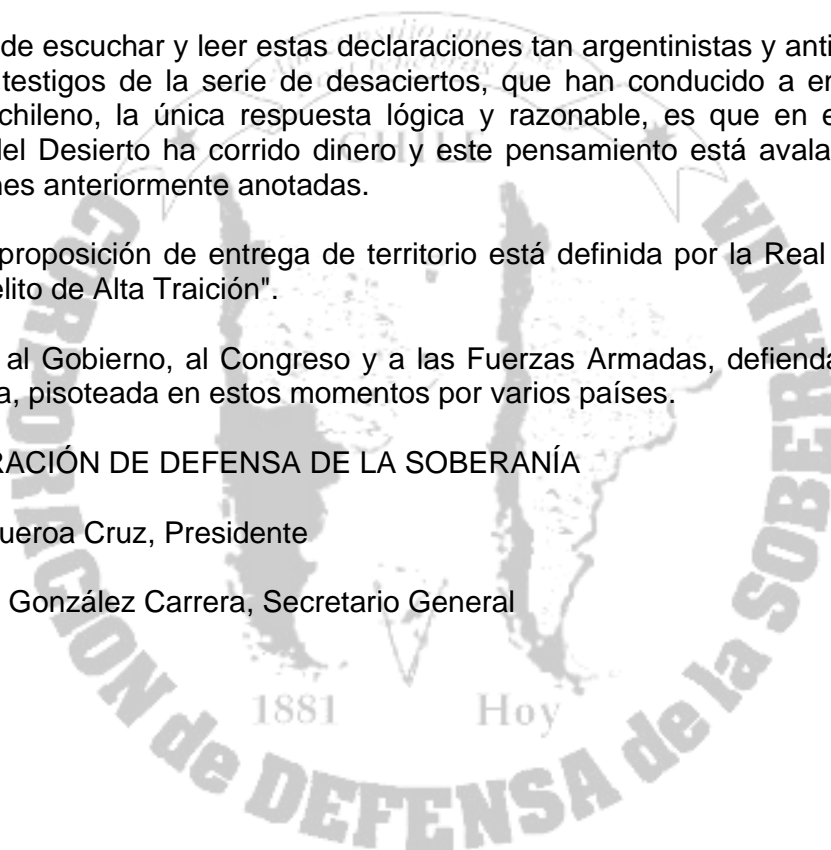 de escuchar y leer estas declaraciones tan argentinistas y anti
testigos de la serie de desaciertos, que han conducido a en
chileno, la única respuesta lógica y razonable, es que en e
del Desierto ha corrido dinero y este pensamiento está avala
nes anteriormente anotadas.
proposición de entrega de territorio está definida por la Real
elito de Alta Traición".
al Gobierno, al Congreso y a las Fuerzas Armadas, defienda
a, pisoteada en estos momentos por varios países.
RACIÓN DE DEFENSA DE LA SOBERANÍA
ueroa Cruz, Presidente
González Carrera, Secretario General
CHILE
1881 Hoy
CORPORACION de DEFENSA de la SOBERANIA